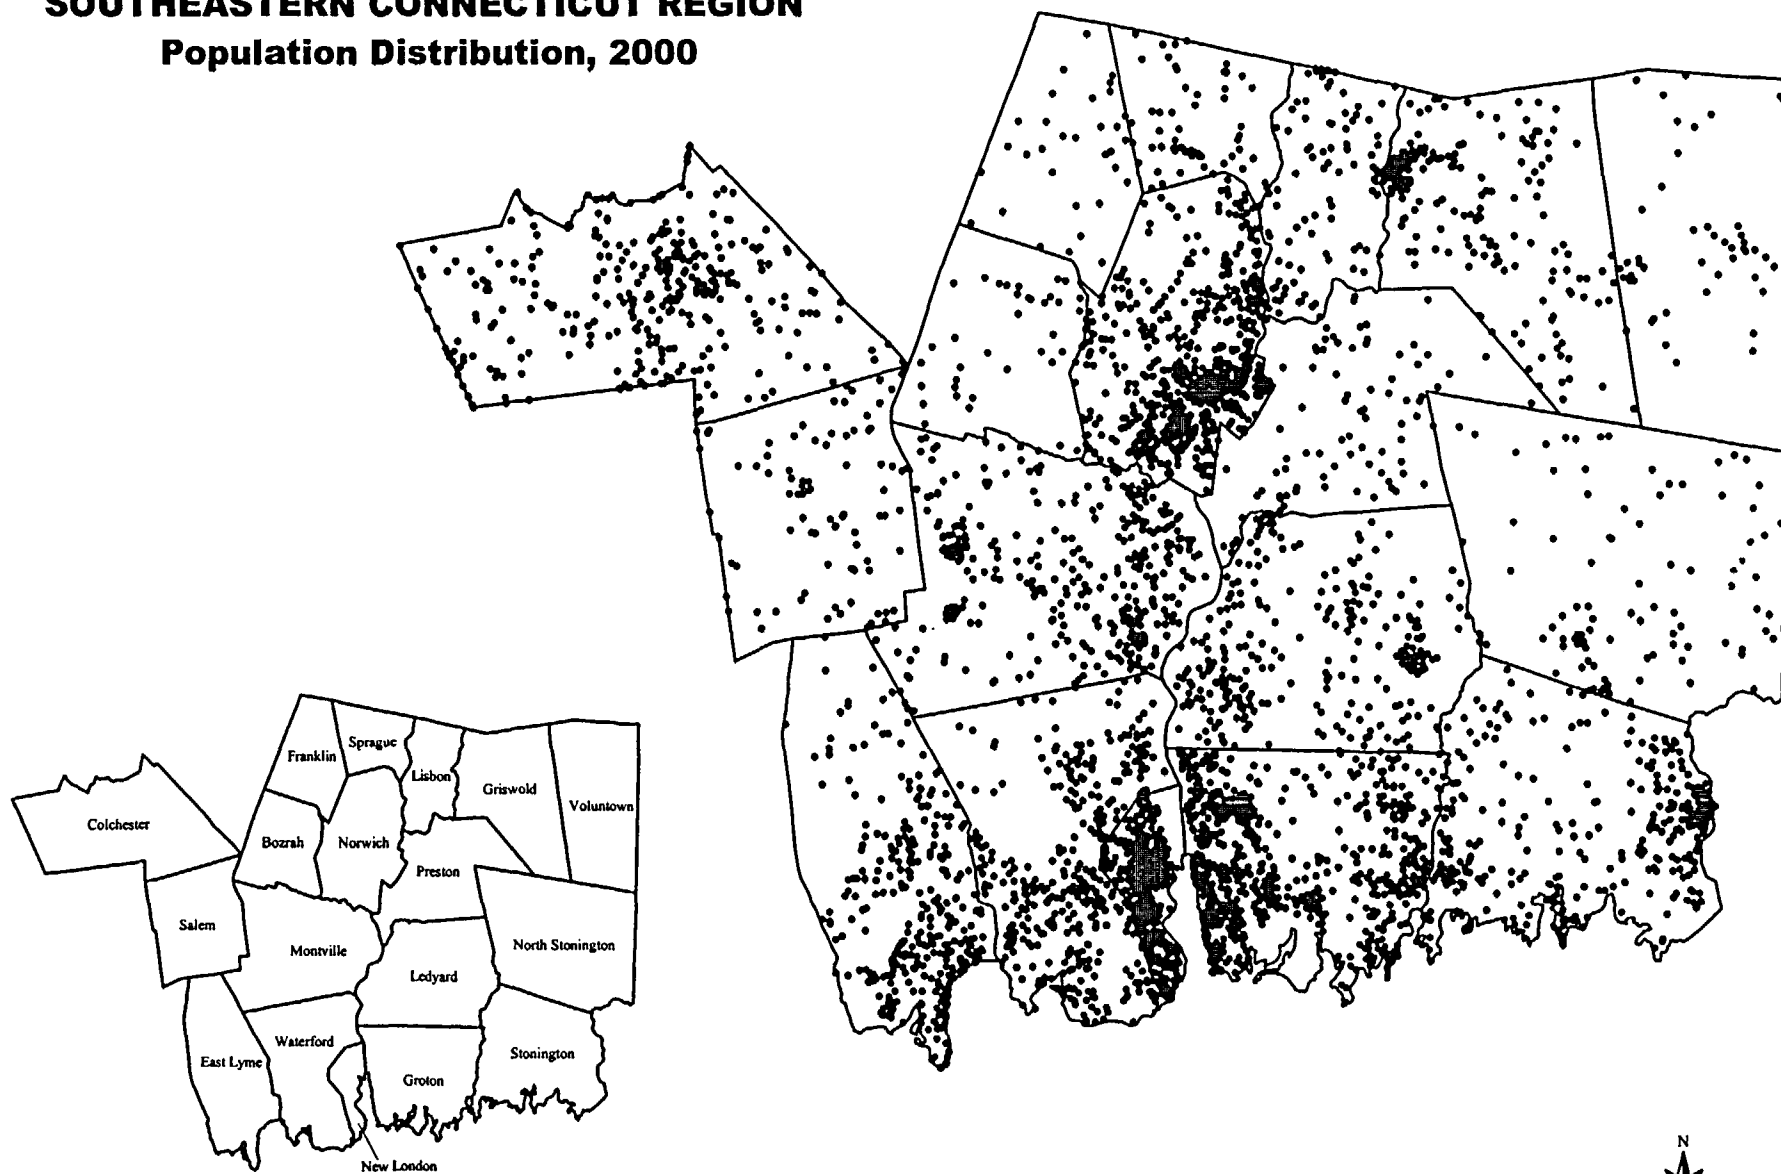 SOUTHEASTERN CONNECTICUT REGION
Population Distribution, 2000
Franklin
Sprague
Lisbon
Griswold
Voluntown
Colchester
Bozrah
Norwich
Preston
Salem
Montville
North Stonington
Ledyard
Waterford
East Lyme
Stonington
Groton
New London
N